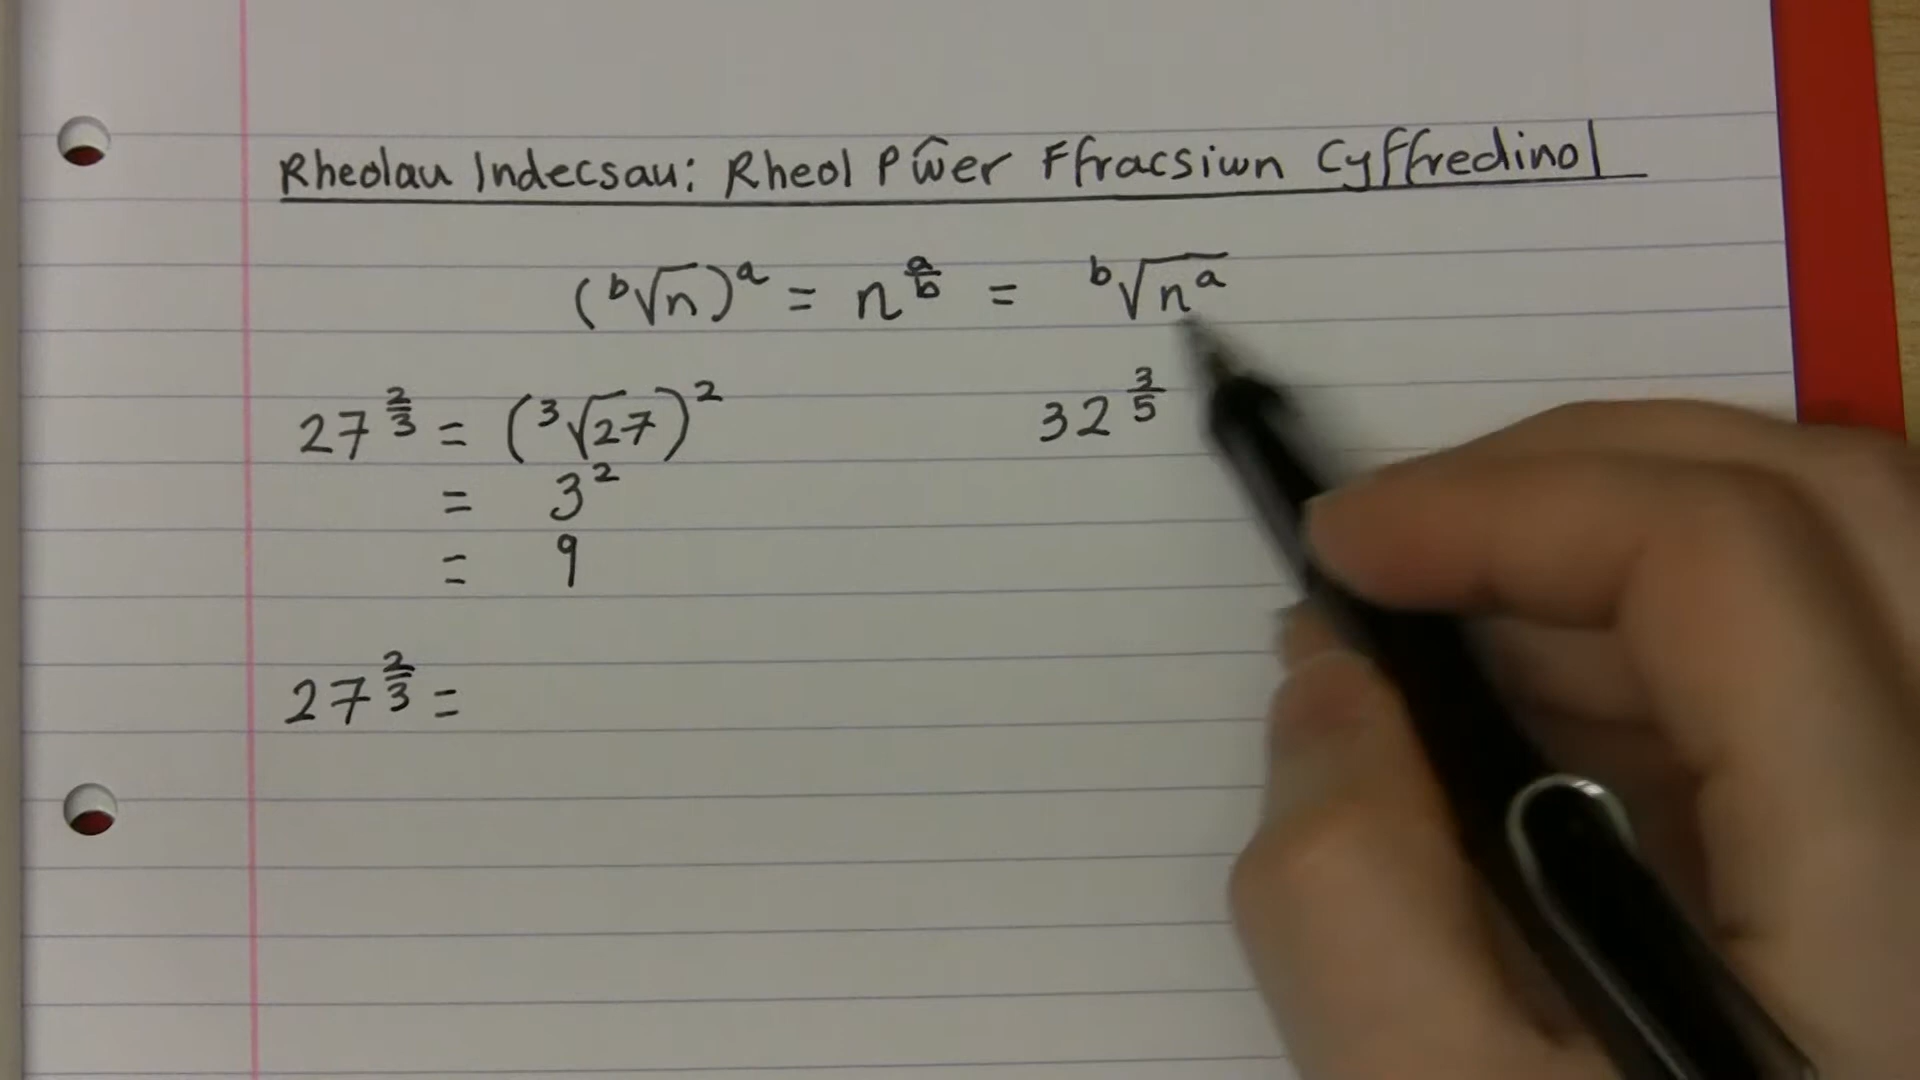 Rheolau Indecsau: Rheol Pŵer Ffracsiwn Cyffredinol
(ᵇ√n)ᵃ = n^(a/b) = ᵇ√nᵃ
27^(2/3) = (³√27)²
= 3²
= 9
32^(3/5)
27^(2/3) =